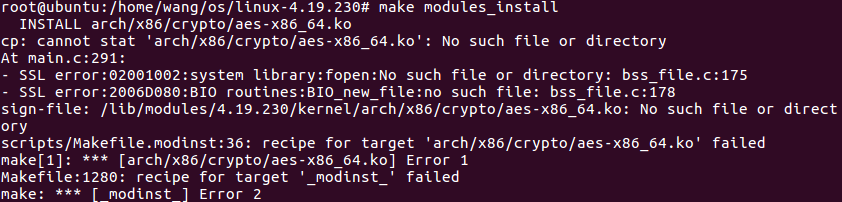 root@ubuntu:/home/wang/os/linux-4.19.230# make modules_install
  INSTALL arch/x86/crypto/aes-x86_64.ko
cp: cannot stat 'arch/x86/crypto/aes-x86_64.ko': No such file or directory
At main.c:291:
- SSL error:02001002:system library:fopen:No such file or directory: bss_file.c:175
- SSL error:2006D080:BIO routines:BIO_new_file:no such file: bss_file.c:178
sign-file: /lib/modules/4.19.230/kernel/arch/x86/crypto/aes-x86_64.ko: No such file or direct
ory
scripts/Makefile.modinst:36: recipe for target 'arch/x86/crypto/aes-x86_64.ko' failed
make[1]: *** [arch/x86/crypto/aes-x86_64.ko] Error 1
Makefile:1280: recipe for target '_modinst_' failed
make: *** [_modinst_] Error 2